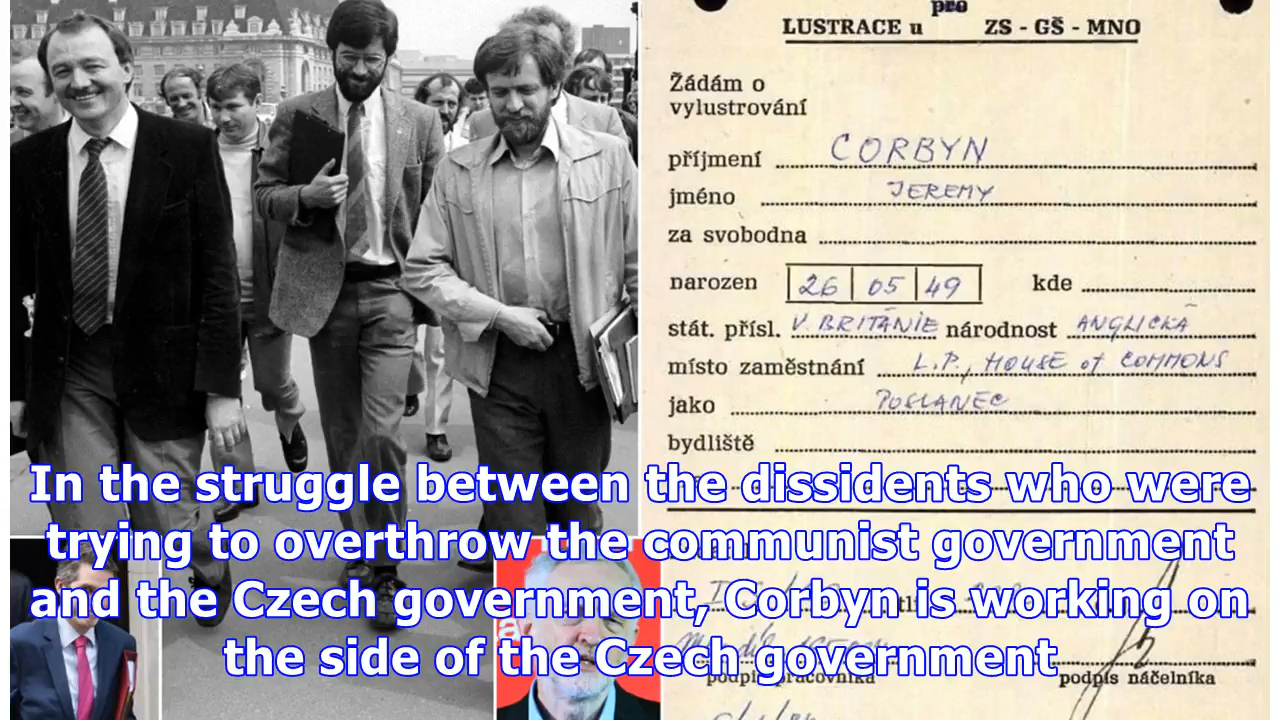 pro
LUSTRACE u ZS - GŠ - MNO
Žádám o
vylustrování
příjmení CORBYN
jméno JEREMY
za svobodna
narozen 26 05 49 kde
stát. přísl. V. BRITÁNIE národnost ANGLICKÁ
místo zaměstnání L.P., HOUSE of COMMONS
jako POSLANEC
bydliště
In the struggle between the dissidents who were
trying to overthrow the communist government
and the Czech government, Corbyn is working on
the side of the Czech government
podpis pracovníka podpis náčelníka